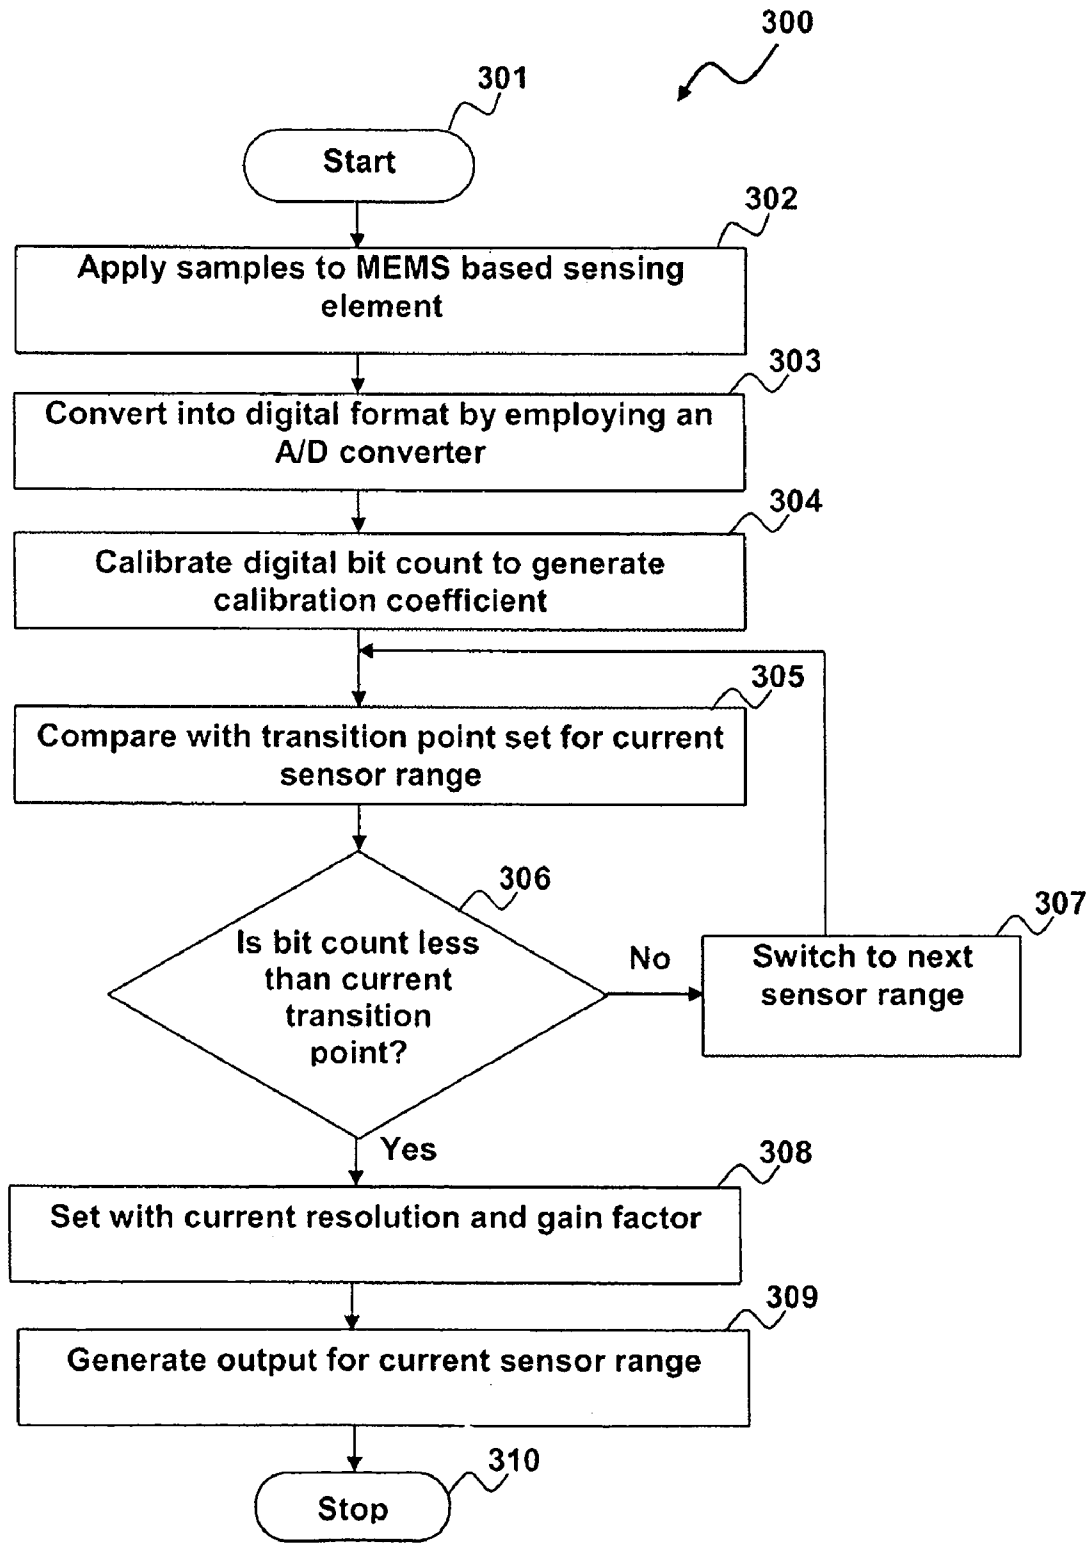 300
301
Start
302
Apply samples to MEMS based sensing
element
303
Convert into digital format by employing an
A/D converter
304
Calibrate digital bit count to generate
calibration coefficient
305
Compare with transition point set for current
sensor range
306
Is bit count less
than current
transition
point?
No
307
Switch to next
sensor range
Yes
308
Set with current resolution and gain factor
309
Generate output for current sensor range
310
Stop